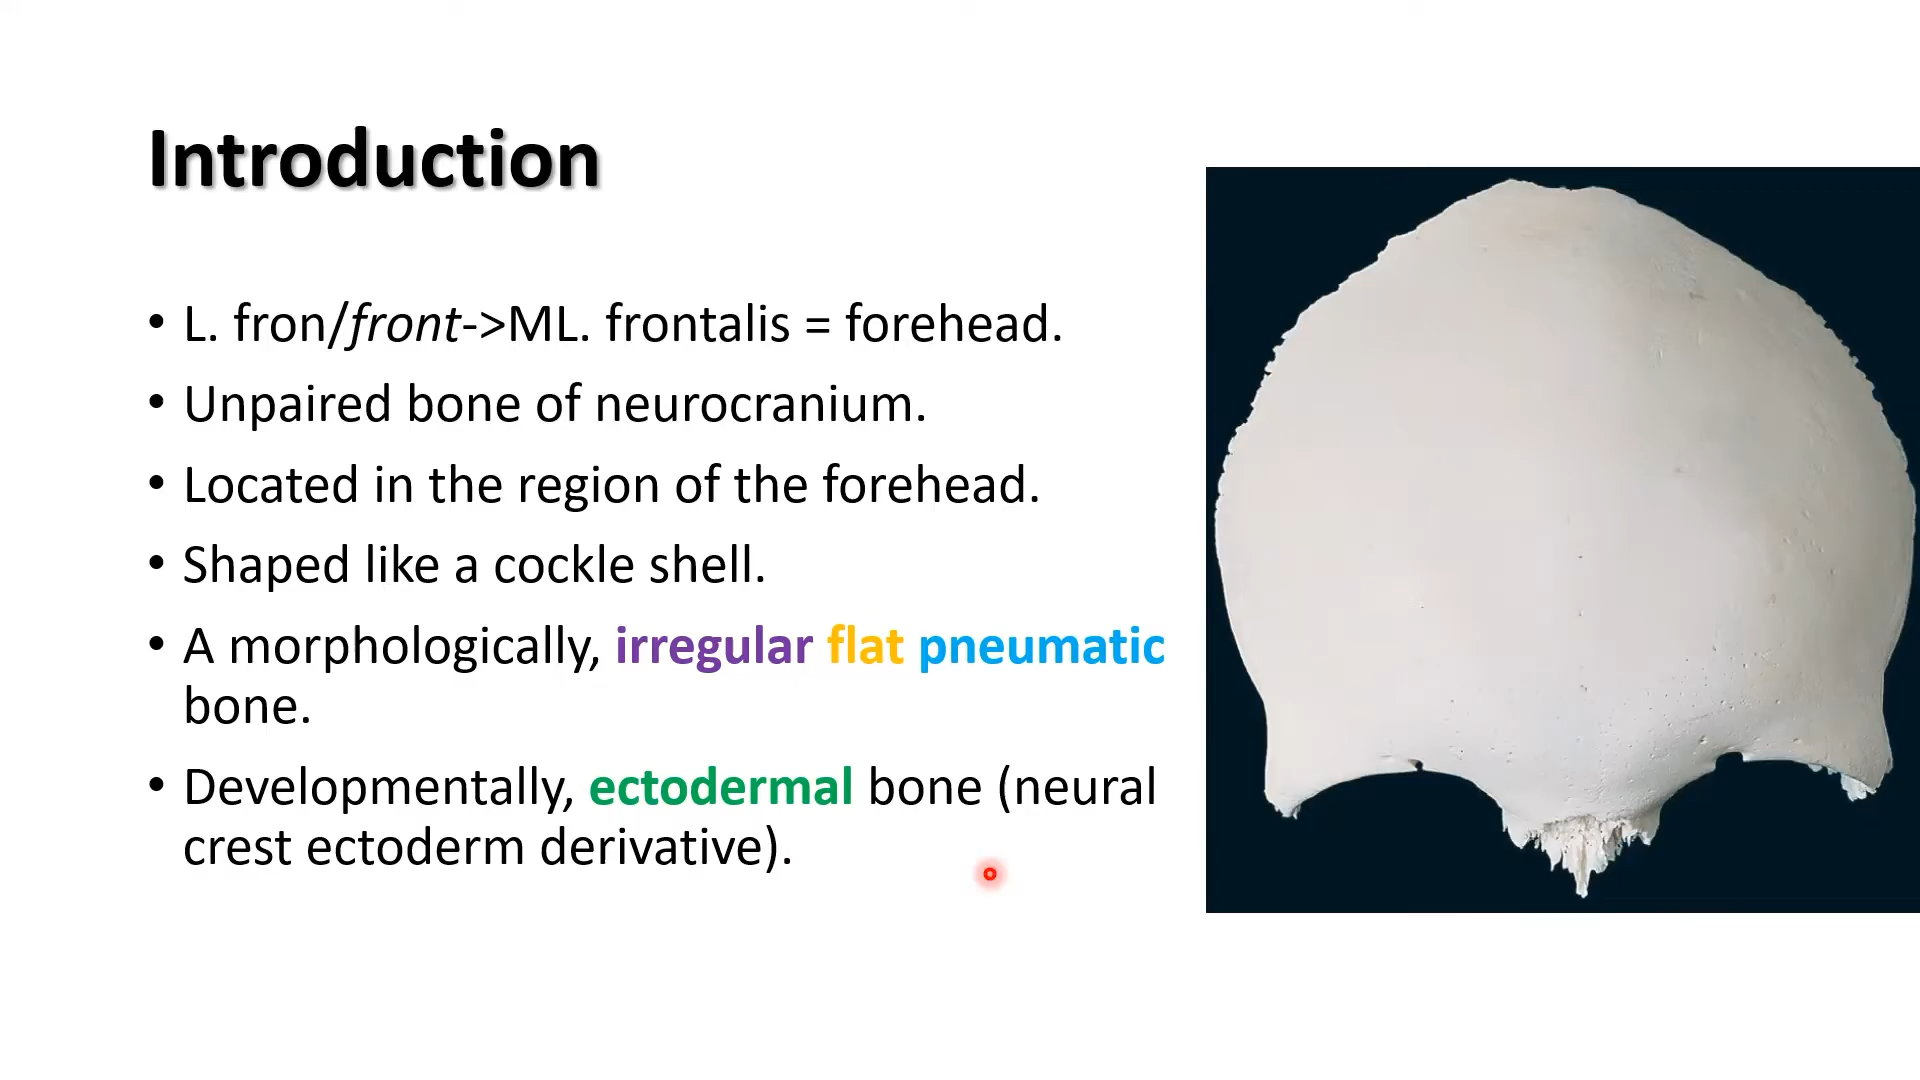 Introduction
• L. fron/front->ML. frontalis = forehead.
• Unpaired bone of neurocranium.
• Located in the region of the forehead.
• Shaped like a cockle shell.
• A morphologically, irregular flat pneumatic
bone.
• Developmentally, ectodermal bone (neural
crest ectoderm derivative).